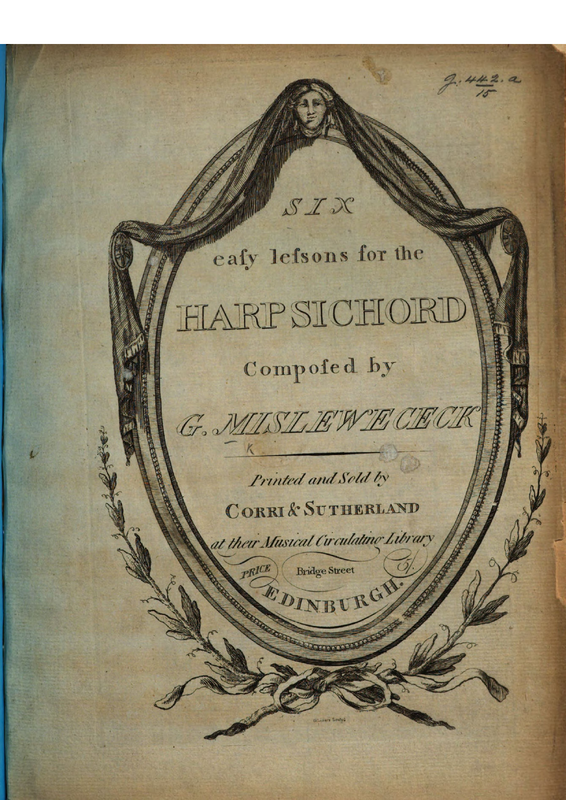 g.442.a
15
SIX
eaſy leſsons for the
HARPSICHORD
Compoſed by
G. MISLEWECECK
K
Printed and Sold by
CORRI & SUTHERLAND
at their Musical Circulating Library
PRICE
Bridge Street
EDINBURGH.